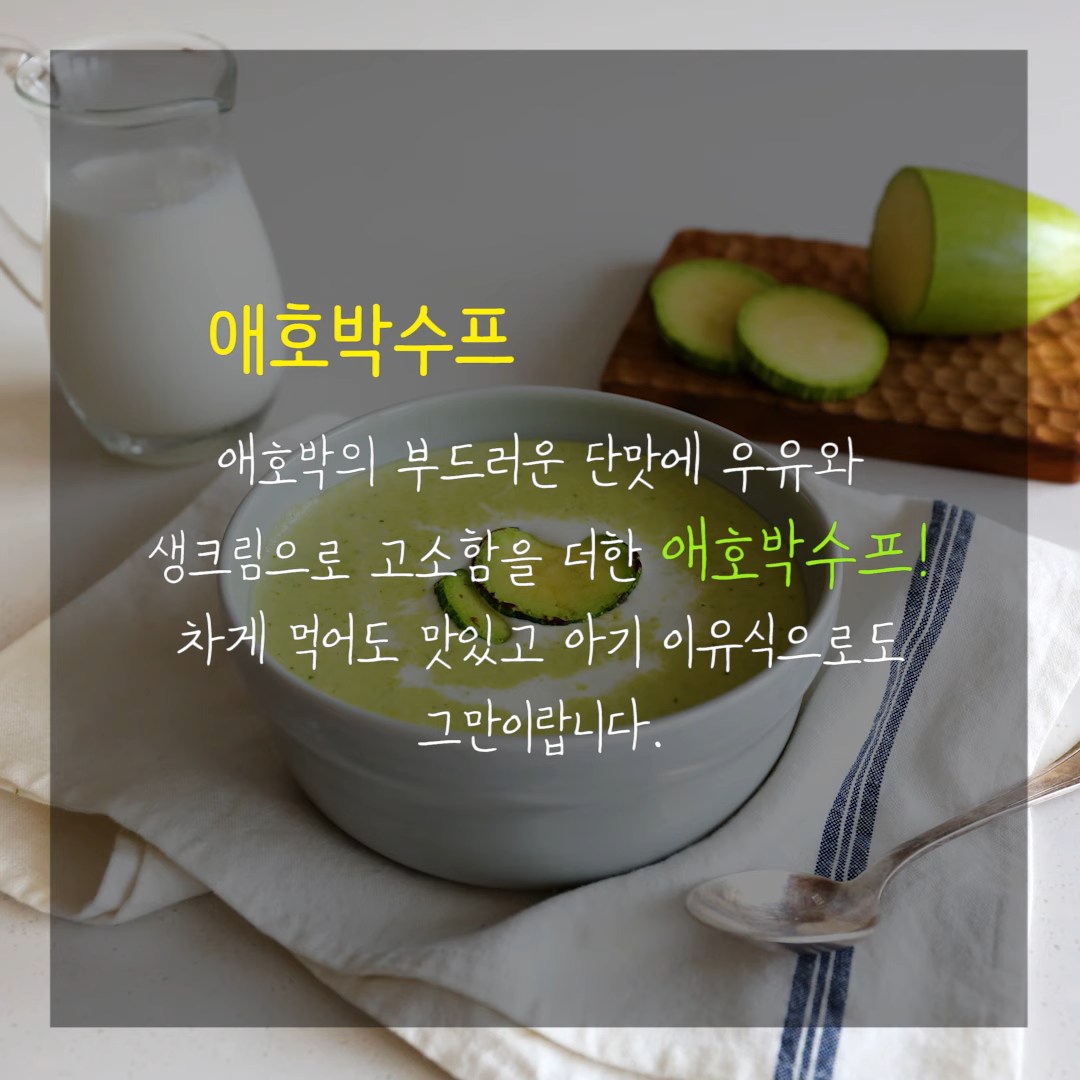 애호박수프
애호박의 부드러운 단맛에 우유와
생크림으로 고소함을 더한 애호박수프!
차게 먹어도 맛있고 아기 이유식으로도
그만이랍니다.